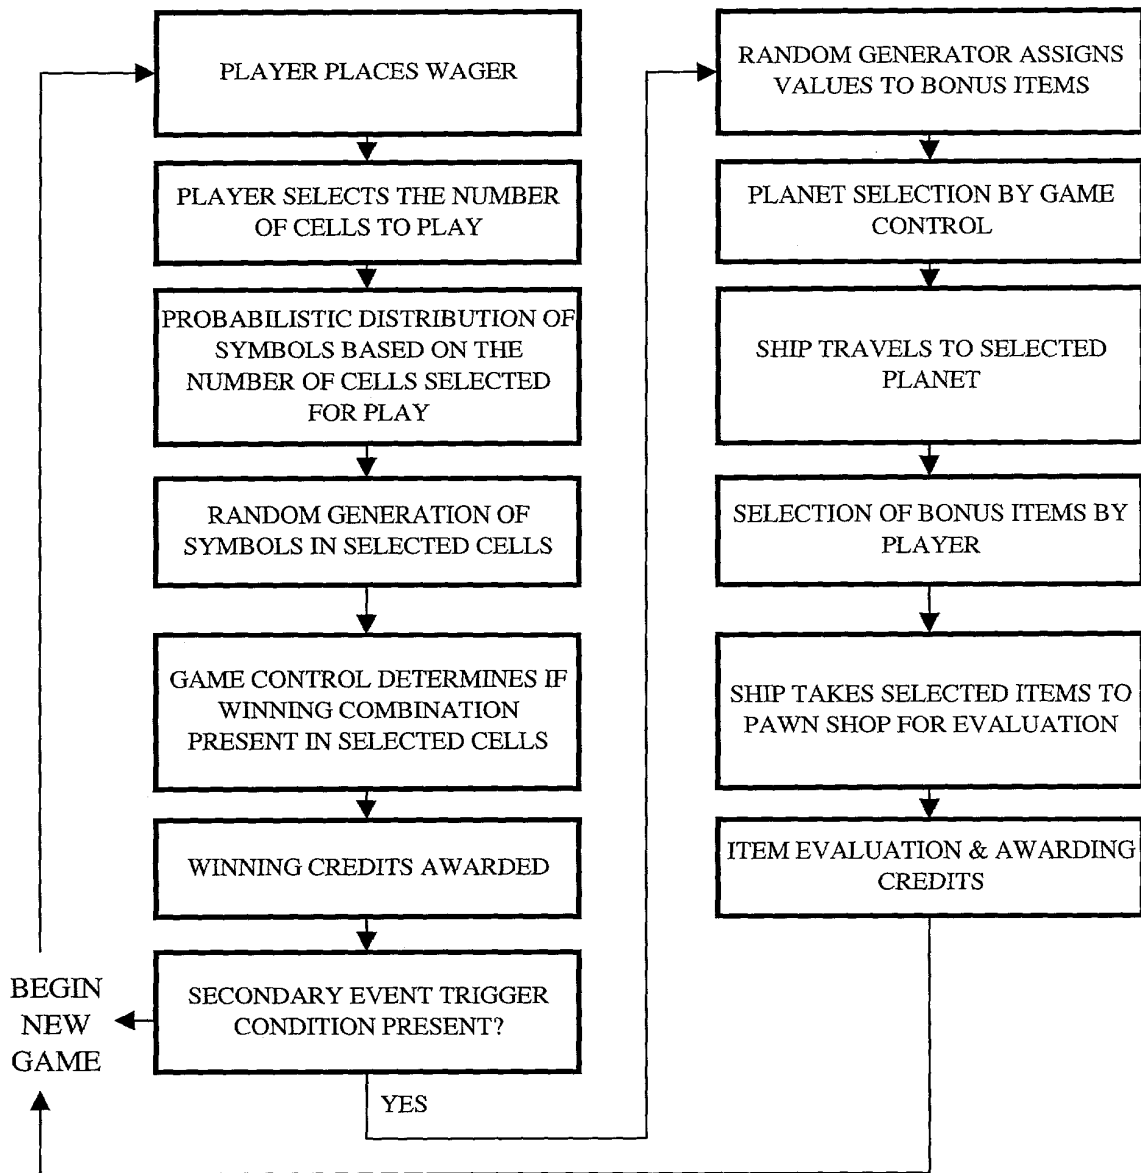 PLAYER PLACES WAGER
PLAYER SELECTS THE NUMBER
OF CELLS TO PLAY
PROBABILISTIC DISTRIBUTION OF
SYMBOLS BASED ON THE
NUMBER OF CELLS SELECTED
FOR PLAY
RANDOM GENERATION OF
SYMBOLS IN SELECTED CELLS
GAME CONTROL DETERMINES IF
WINNING COMBINATION
PRESENT IN SELECTED CELLS
WINNING CREDITS AWARDED
SECONDARY EVENT TRIGGER
CONDITION PRESENT?
BEGIN
NEW
GAME
YES
RANDOM GENERATOR ASSIGNS
VALUES TO BONUS ITEMS
PLANET SELECTION BY GAME
CONTROL
SHIP TRAVELS TO SELECTED
PLANET
SELECTION OF BONUS ITEMS BY
PLAYER
SHIP TAKES SELECTED ITEMS TO
PAWN SHOP FOR EVALUATION
ITEM EVALUATION & AWARDING
CREDITS